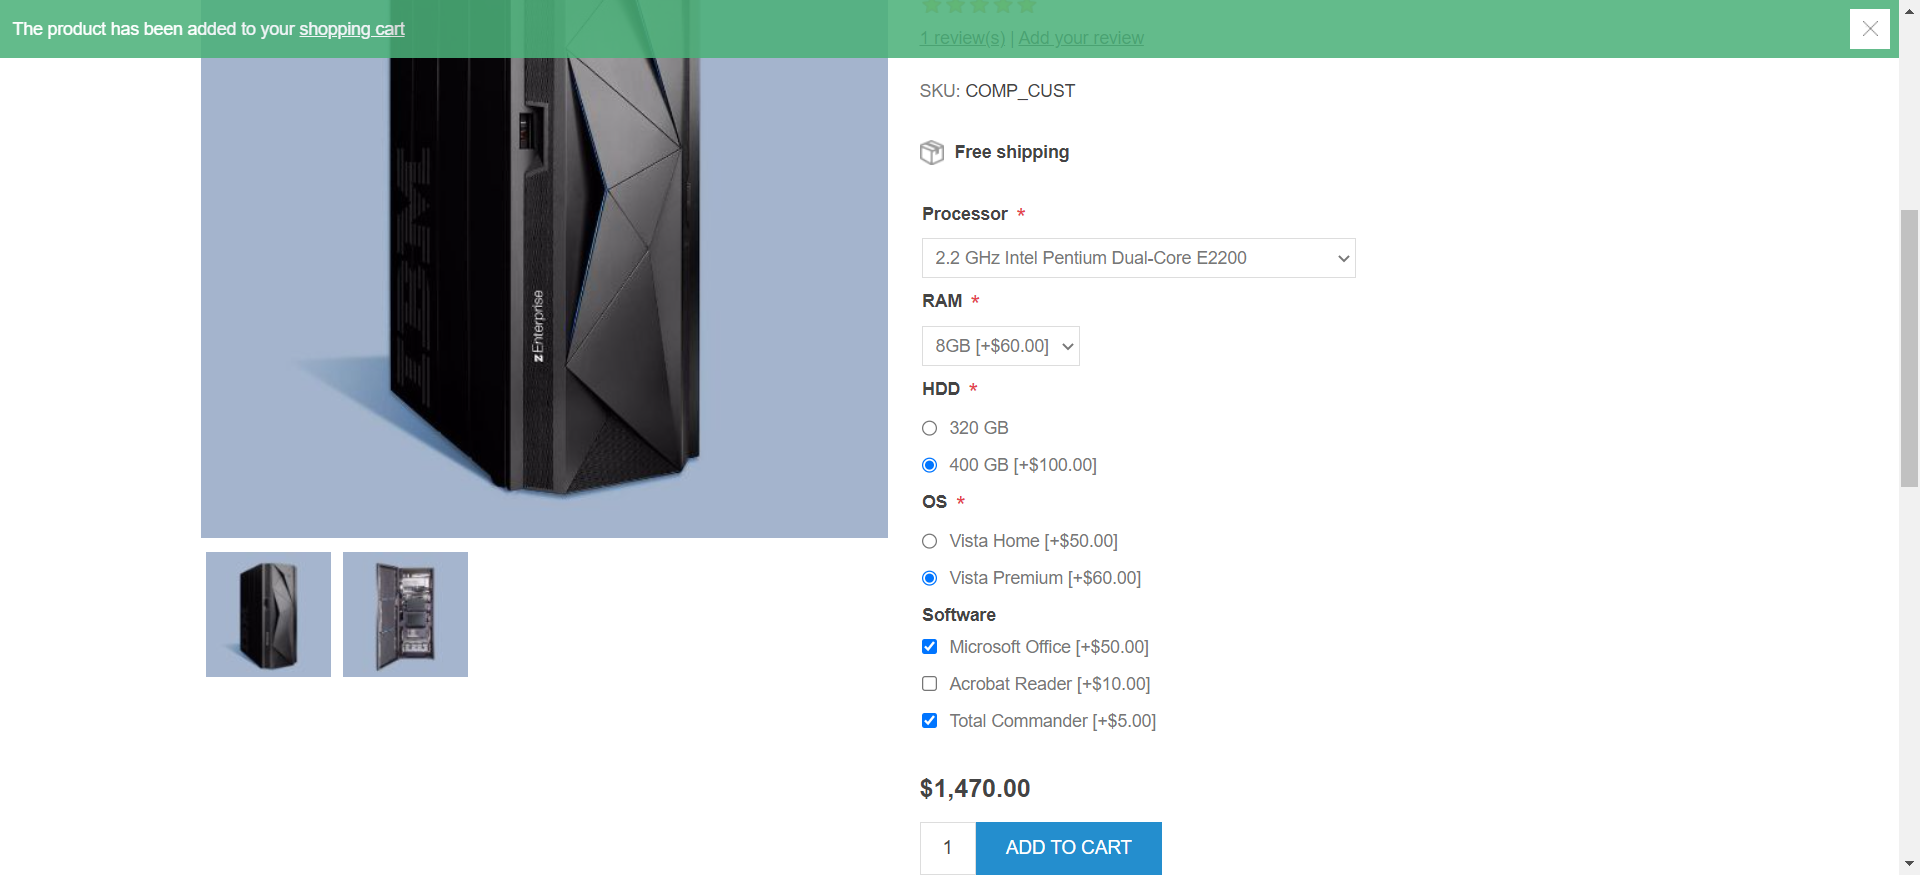 The product has been added to your shopping cart
1 review(s) | Add your review
SKU: COMP_CUST
Free shipping
Processor *
2.2 GHz Intel Pentium Dual-Core E2200
RAM *
8GB [+$60.00]
HDD *
320 GB
400 GB [+$100.00]
OS *
Vista Home [+$50.00]
Vista Premium [+$60.00]
Software
Microsoft Office [+$50.00]
Acrobat Reader [+$10.00]
Total Commander [+$5.00]
$1,470.00
1
ADD TO CART
IBM
zEnterprise